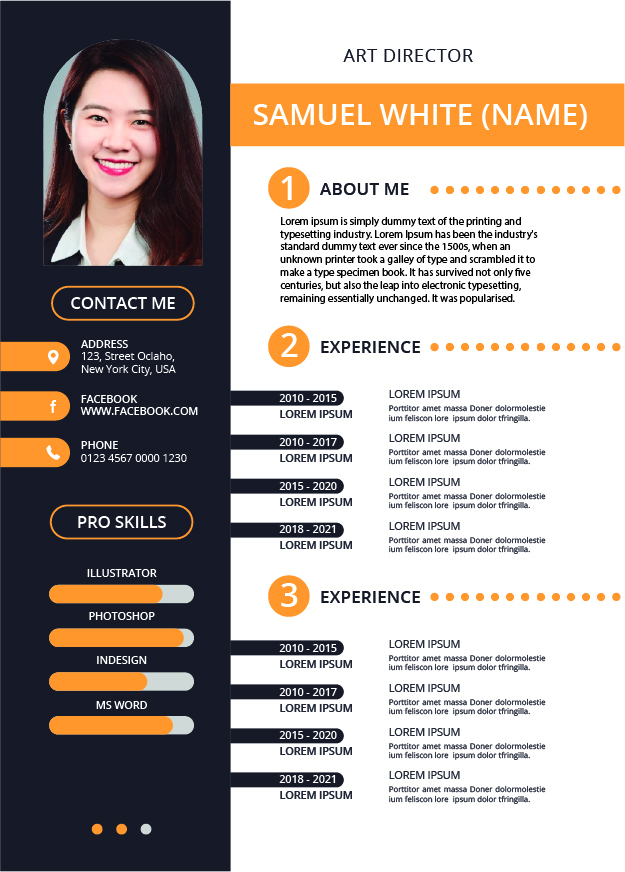 ART DIRECTOR
SAMUEL WHITE (NAME)
CONTACT ME
ADDRESS
123, Street Oclaho,
New York City, USA
f
FACEBOOK
WWW.FACEBOOK.COM
PHONE
0123 4567 0000 1230
PRO SKILLS
ILLUSTRATOR
PHOTOSHOP
INDESIGN
MS WORD
1 ABOUT ME
Lorem ipsum is simply dummy text of the printing and
typesetting industry. Lorem Ipsum has been the industry's
standard dummy text ever since the 1500s, when an
unknown printer took a galley of type and scrambled it to
make a type specimen book. It has survived not only five
centuries, but also the leap into electronic typesetting,
remaining essentially unchanged. It was popularised.
2 EXPERIENCE
2010 - 2015
LOREM IPSUM
LOREM IPSUM
Porttitor amet massa Doner dolormolestie
ium feliscon lore ipsum dolor tfringilla.
2010 - 2017
LOREM IPSUM
LOREM IPSUM
Porttitor amet massa Doner dolormolestie
ium feliscon lore ipsum dolor tfringilla.
2015 - 2020
LOREM IPSUM
LOREM IPSUM
Porttitor amet massa Doner dolormolestie
ium feliscon lore ipsum dolor tfringilla.
2018 - 2021
LOREM IPSUM
LOREM IPSUM
Porttitor amet massa Doner dolormolestie
ium feliscon lore ipsum dolor tfringilla.
3 EXPERIENCE
2010 - 2015
LOREM IPSUM
LOREM IPSUM
Porttitor amet massa Doner dolormolestie
ium feliscon lore ipsum dolor tfringilla.
2010 - 2017
LOREM IPSUM
LOREM IPSUM
Porttitor amet massa Doner dolormolestie
ium feliscon lore ipsum dolor tfringilla.
2015 - 2020
LOREM IPSUM
LOREM IPSUM
Porttitor amet massa Doner dolormolestie
ium feliscon lore ipsum dolor tfringilla.
2018 - 2021
LOREM IPSUM
LOREM IPSUM
Porttitor amet massa Doner dolormolestie
ium feliscon lore ipsum dolor tfringilla.